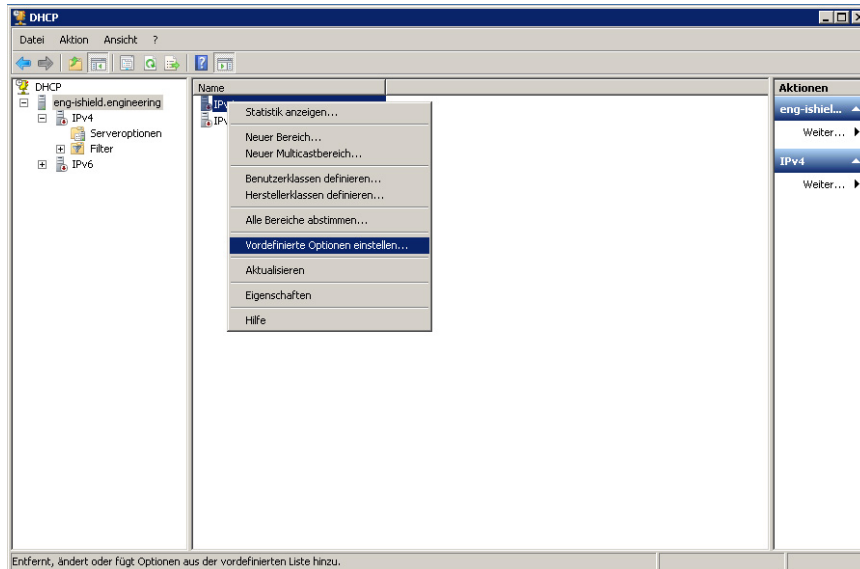 DHCP
Datei Aktion Ansicht ?
DHCP
eng-ishield.engineering
IPv4
Serveroptionen
Filter
IPv6
Name
Statistik anzeigen...
Neuer Bereich...
Neuer Multicastbereich...
Benutzerklassen definieren...
Herstellerklassen definieren...
Alle Bereiche abstimmen...
Vordefinierte Optionen einstellen...
Aktualisieren
Eigenschaften
Hilfe
Aktionen
eng-ishiel...
Weiter...
IPv4
Weiter...
Entfernt, ändert oder fügt Optionen aus der vordefinierten Liste hinzu.